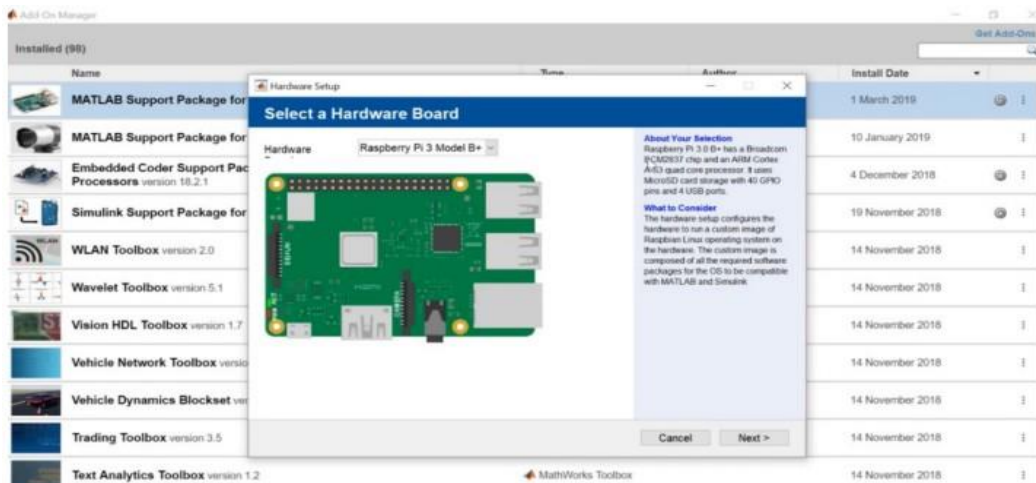 Add-On Manager
Get Add-Ons
Installed (98)
Name Type Author Install Date
MATLAB Support Package for 1 March 2019
MATLAB Support Package for 10 January 2019
Embedded Coder Support Pac
Processors version 18.2.1 4 December 2018
Simulink Support Package for 19 November 2018
WLAN
WLAN Toolbox version 2.0 14 November 2018
Wavelet Toolbox version 5.1 14 November 2018
Vision HDL Toolbox version 1.7 14 November 2018
Vehicle Network Toolbox versio 14 November 2018
Vehicle Dynamics Blockset ver 14 November 2018
Trading Toolbox version 3.5 14 November 2018
Text Analytics Toolbox version 1.2 MathWorks Toolbox 14 November 2018
Hardware Setup
Select a Hardware Board
Hardware Raspberry Pi 3 Model B+
HDMI
About Your Selection
Raspberry Pi 3.0 B+ has a Broadcom
BCM2837 chip and an ARM Cortex
A-53 quad core processor. It uses
MicroSD card storage with 40 GPIO
pins and 4 USB ports.
What to Consider
The hardware setup configures the
hardware to run a custom image of
Raspbian Linux operating system on
the hardware. The custom image is
composed of all the required software
packages for the OS to be compatible
with MATLAB and Simulink
Cancel Next >